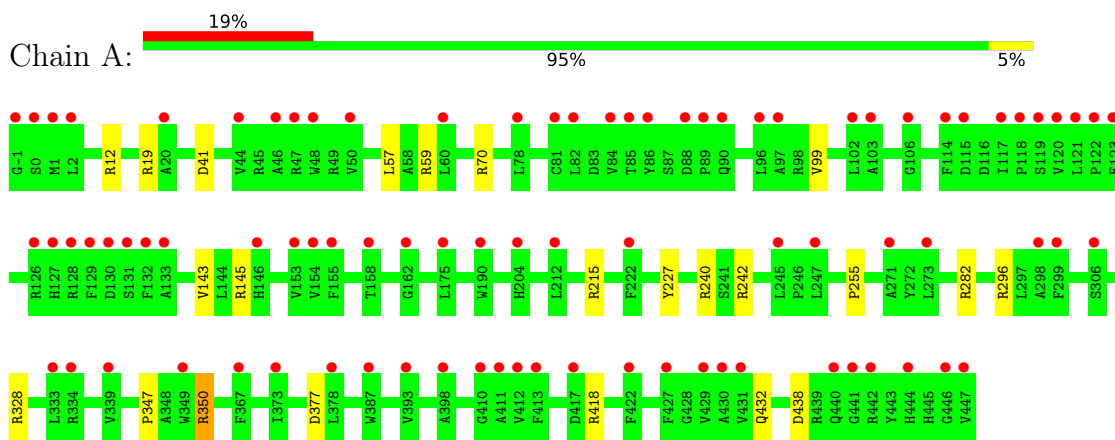 19%
Chain A:
95% 5%
G-1 S0 M1 L2 R12 R19 A20 D41 V44 R45 A46 R47 W48 R49 V50 L57 A58 R59 L60 R70 L78 C81 L82 D83 V84 T85 Y86 S87 D88 P89 Q90 L96 A97 R98 V99 L102 A103 G106 F114 D115 D116 I117 P118 S119 V120 L121 P122
R126 H127 R128 F129 D130 S131 F132 A133 V143 L144 R145 H146 V153 V154 F155 T158 G162 L175 W190 H204 L212 R215 F222 Y227 R240 S241 R242 L245 P246 L247 P255 A271 Y272 L273 R282 R296 L297 A298 F299 S306
R328 L333 R334 V339 P347 A348 W349 R350 F367 I373 D377 L378 W387 V393 A398 G410 A411 V412 F413 D417 R418 F422 F427 G428 V429 A430 V431 Q432 D438 R439 Q440 G441 R442 Y443 H444 H445 G446 V447